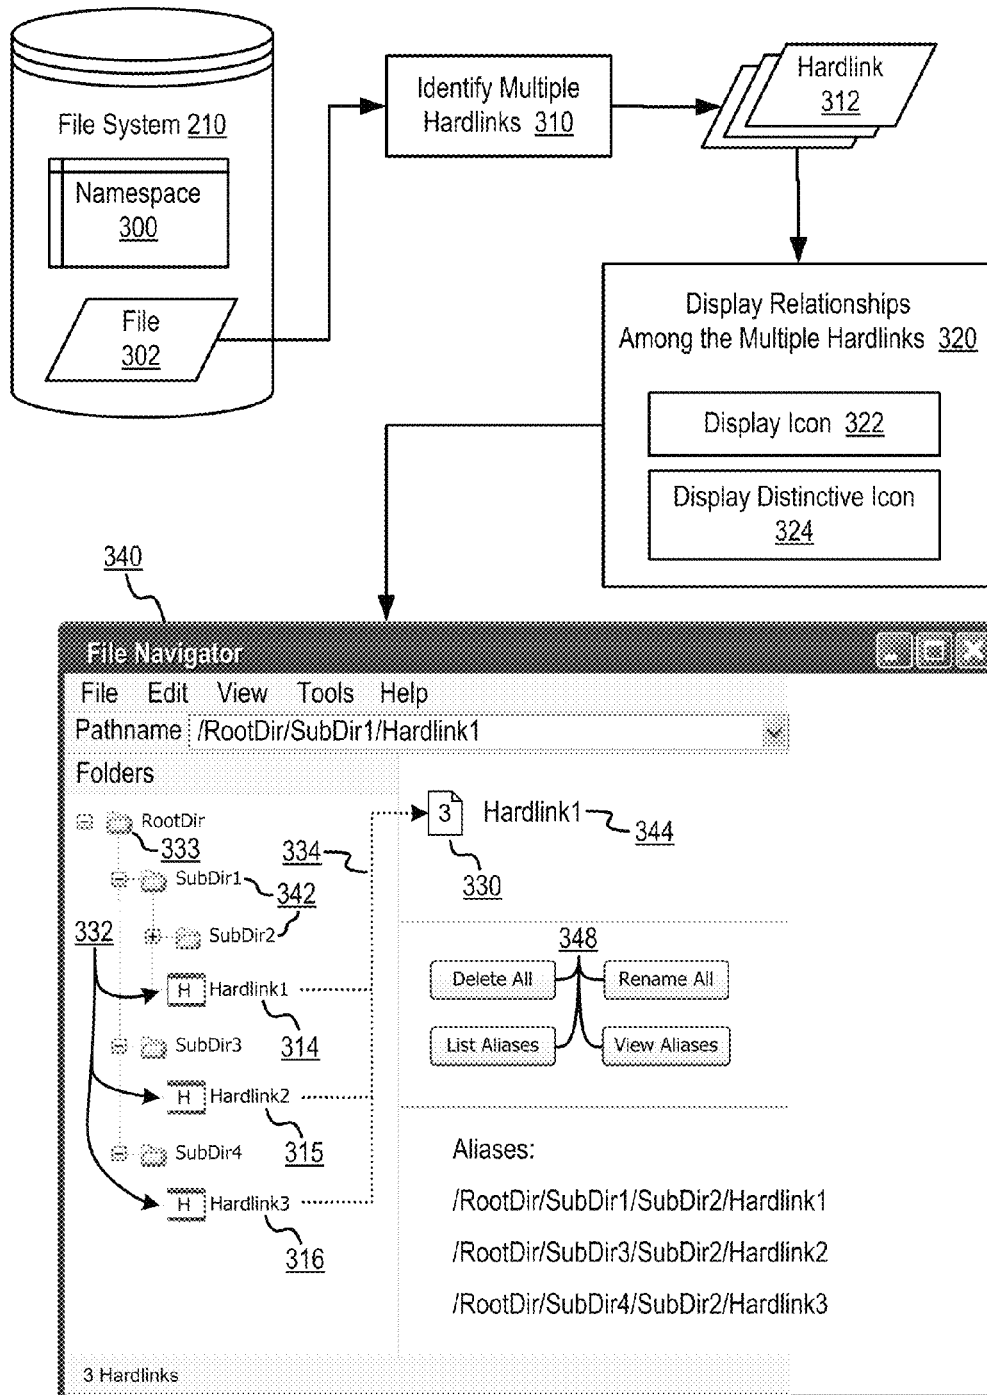 File System 210
Namespace
300
File
302
Identify Multiple
Hardlinks 310
Hardlink
312
Display Relationships
Among the Multiple Hardlinks 320
Display Icon 322
Display Distinctive Icon
324
340
File Navigator
File Edit View Tools Help
Pathname /RootDir/SubDir1/Hardlink1
Folders
RootDir
333
SubDir1
342
SubDir2
332
H Hardlink1
314
SubDir3
H Hardlink2
315
SubDir4
H Hardlink3
316
334
3 Hardlink1
344
330
348
Delete All Rename All
List Aliases View Aliases
Aliases:
/RootDir/SubDir1/SubDir2/Hardlink1
/RootDir/SubDir3/SubDir2/Hardlink2
/RootDir/SubDir4/SubDir2/Hardlink3
3 Hardlinks